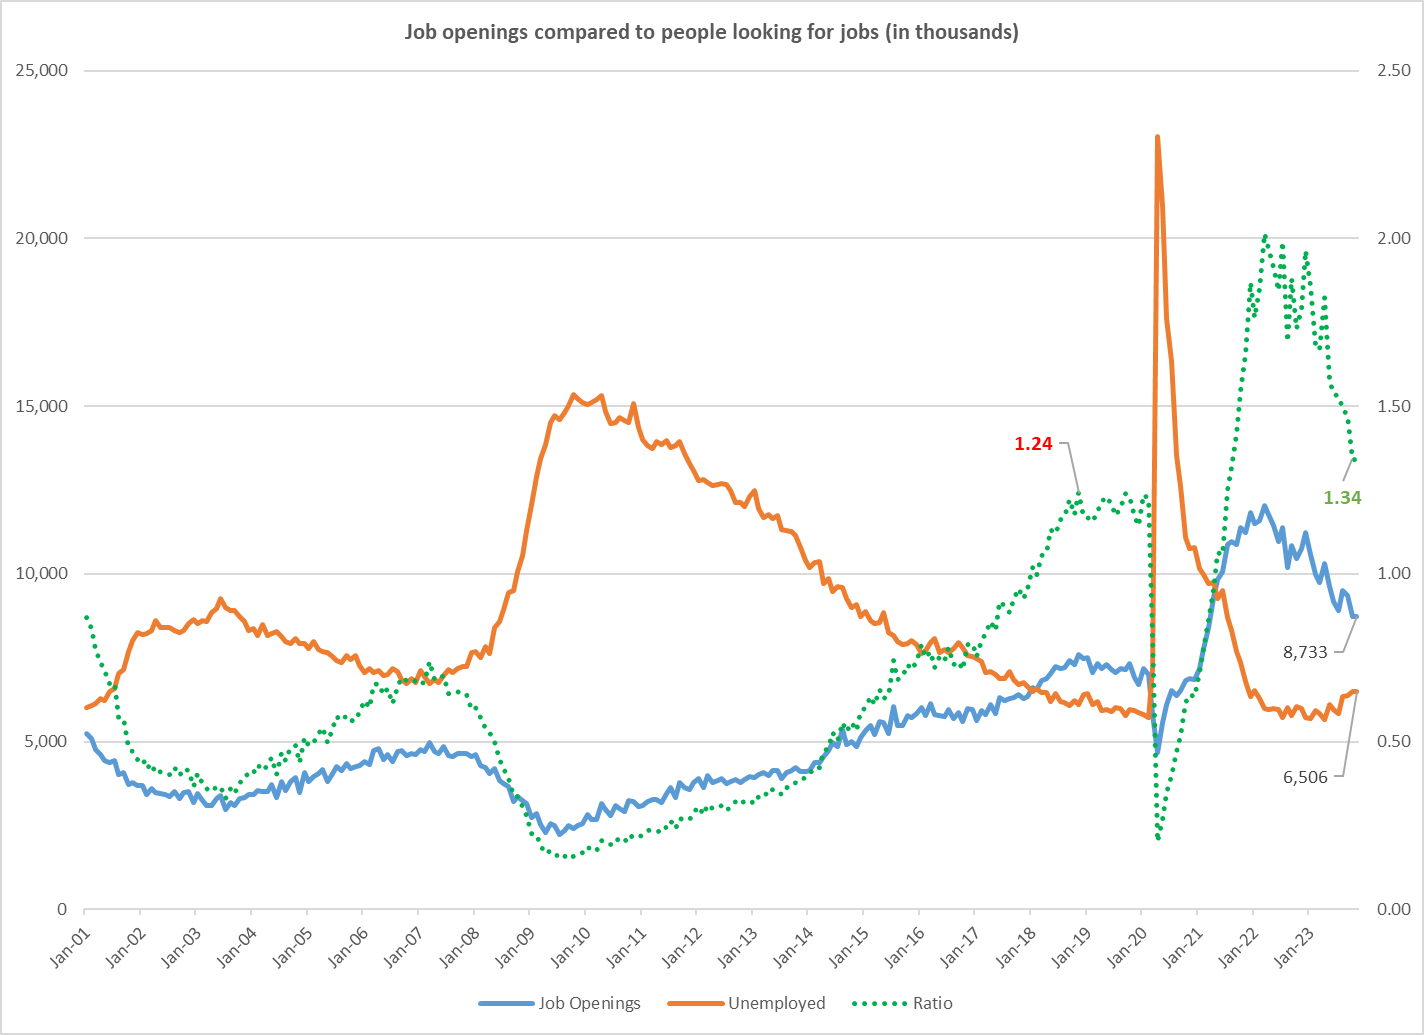 Job openings compared to people looking for jobs (in thousands)
25,000
2.50
20,000
2.00
15,000
1.50
1.24
1.34
10,000
1.00
8,733
5,000
0.50
6,506
0
0.00
Jan-01
Jan-02
Jan-03
Jan-04
Jan-05
Jan-06
Jan-07
Jan-08
Jan-09
Jan-10
Jan-11
Jan-12
Jan-13
Jan-14
Jan-15
Jan-16
Jan-17
Jan-18
Jan-19
Jan-20
Jan-21
Jan-22
Jan-23
Job Openings
Unemployed
Ratio